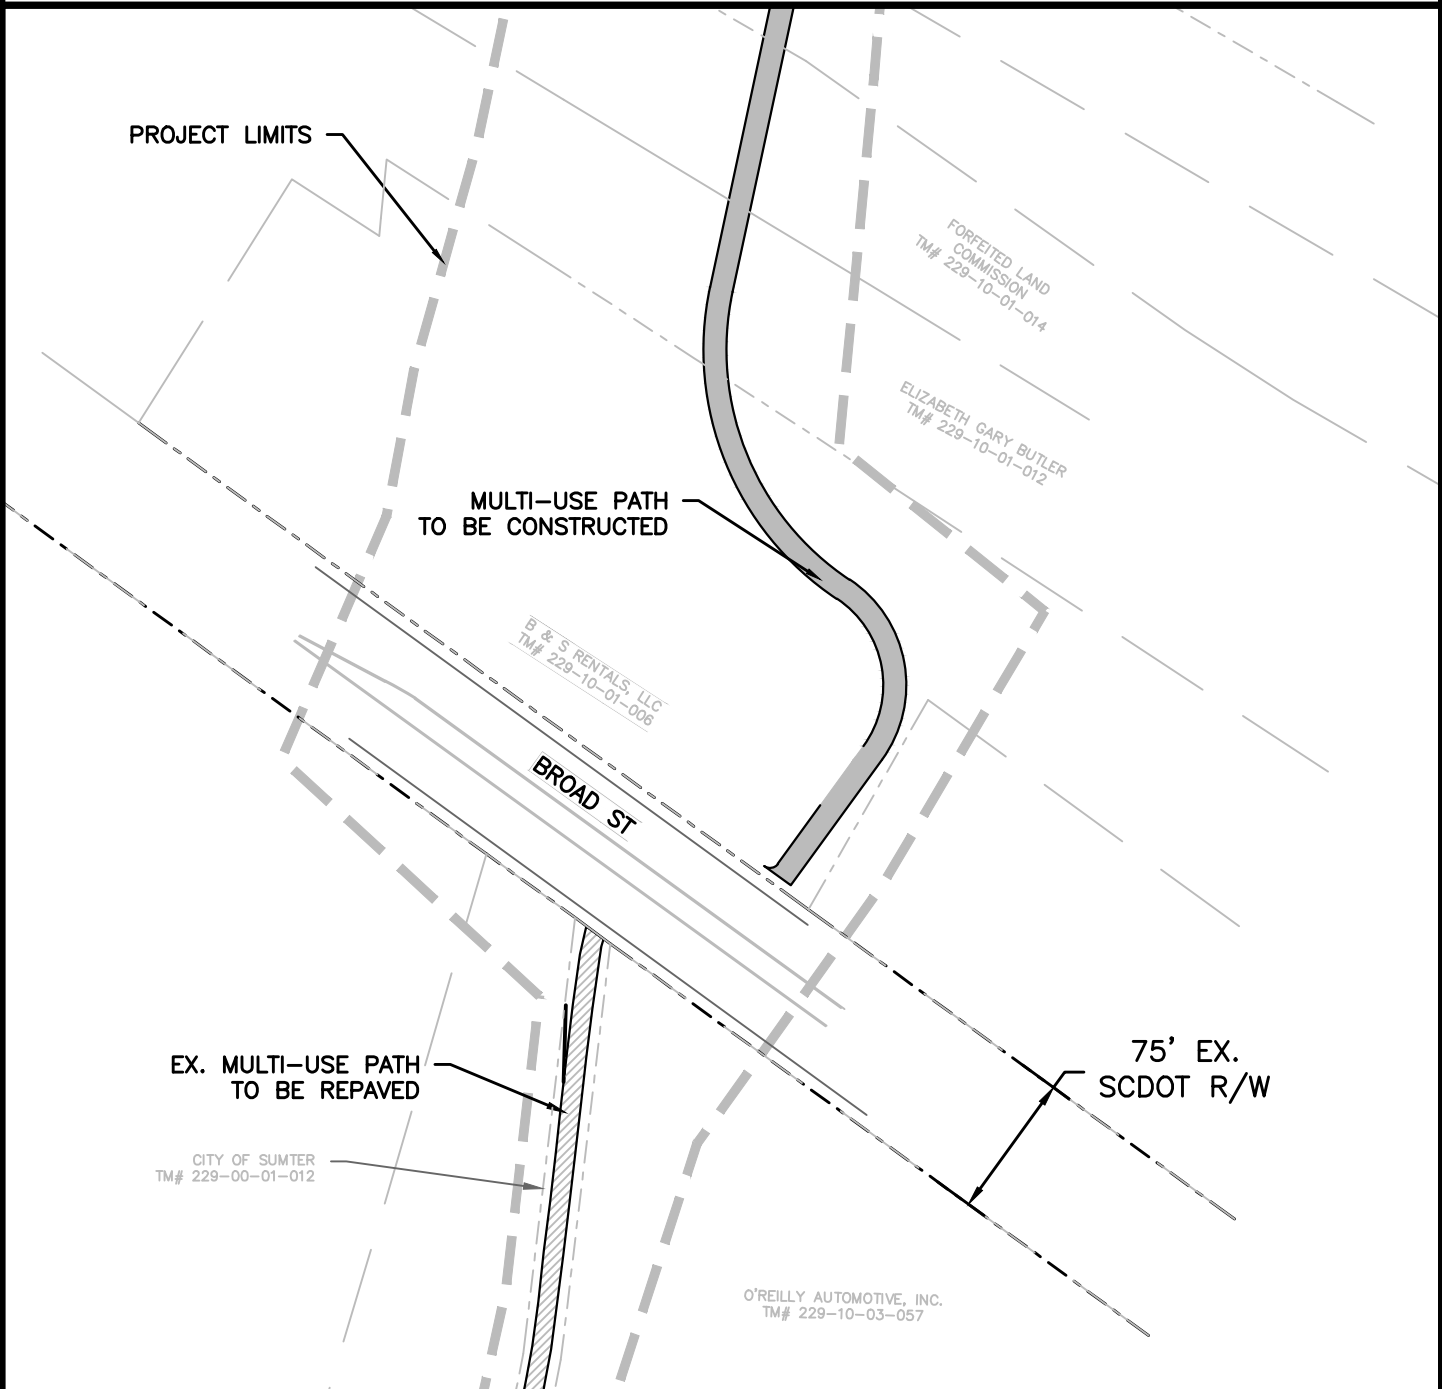 PROJECT LIMITS
FORFEITED LAND
COMMISSION
TM# 229-10-01-014
ELIZABETH GARY BUTLER
TM# 229-10-01-012
MULTI-USE PATH
TO BE CONSTRUCTED
B & S RENTALS, LLC
TM# 229-10-01-006
BROAD ST
75' EX.
SCDOT R/W
EX. MULTI-USE PATH
TO BE REPAVED
CITY OF SUMTER
TM# 229-00-01-012
O'REILLY AUTOMOTIVE, INC.
TM# 229-10-03-057